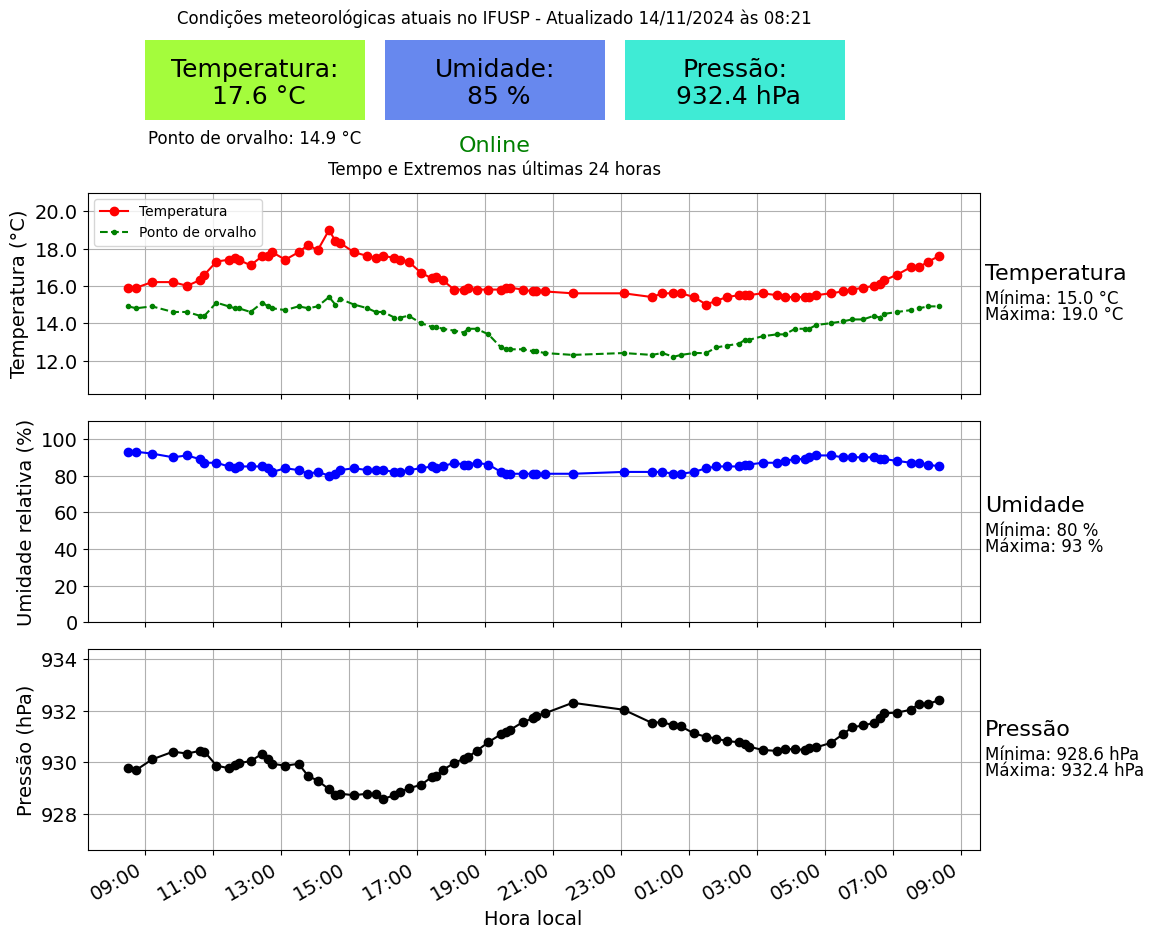 Condições meteorológicas atuais no IFUSP - Atualizado 14/11/2024 às 08:21
Temperatura:
17.6 °C
Umidade:
85 %
Pressão:
932.4 hPa
Ponto de orvalho: 14.9 °C
Online
Tempo e Extremos nas últimas 24 horas
Temperatura (°C)
20.0
18.0
16.0
14.0
12.0
Temperatura
Ponto de orvalho
Temperatura
Mínima: 15.0 °C
Máxima: 19.0 °C
Umidade relativa (%)
100
80
60
40
20
0
Umidade
Mínima: 80 %
Máxima: 93 %
Pressão (hPa)
934
932
930
928
Pressão
Mínima: 928.6 hPa
Máxima: 932.4 hPa
09:00 11:00 13:00 15:00 17:00 19:00 21:00 23:00 01:00 03:00 05:00 07:00 09:00
Hora local